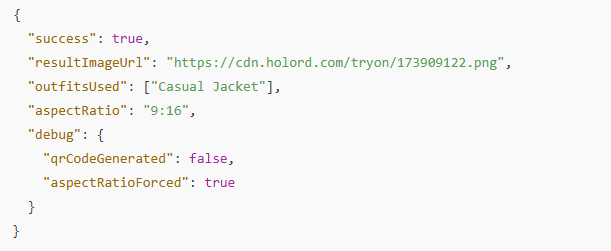 {
  "success": true,
  "resultImageUrl": "https://cdn.holord.com/tryon/173909122.png",
  "outfitsUsed": ["Casual Jacket"],
  "aspectRatio": "9:16",
  "debug": {
    "qrCodeGenerated": false,
    "aspectRatioForced": true
  }
}